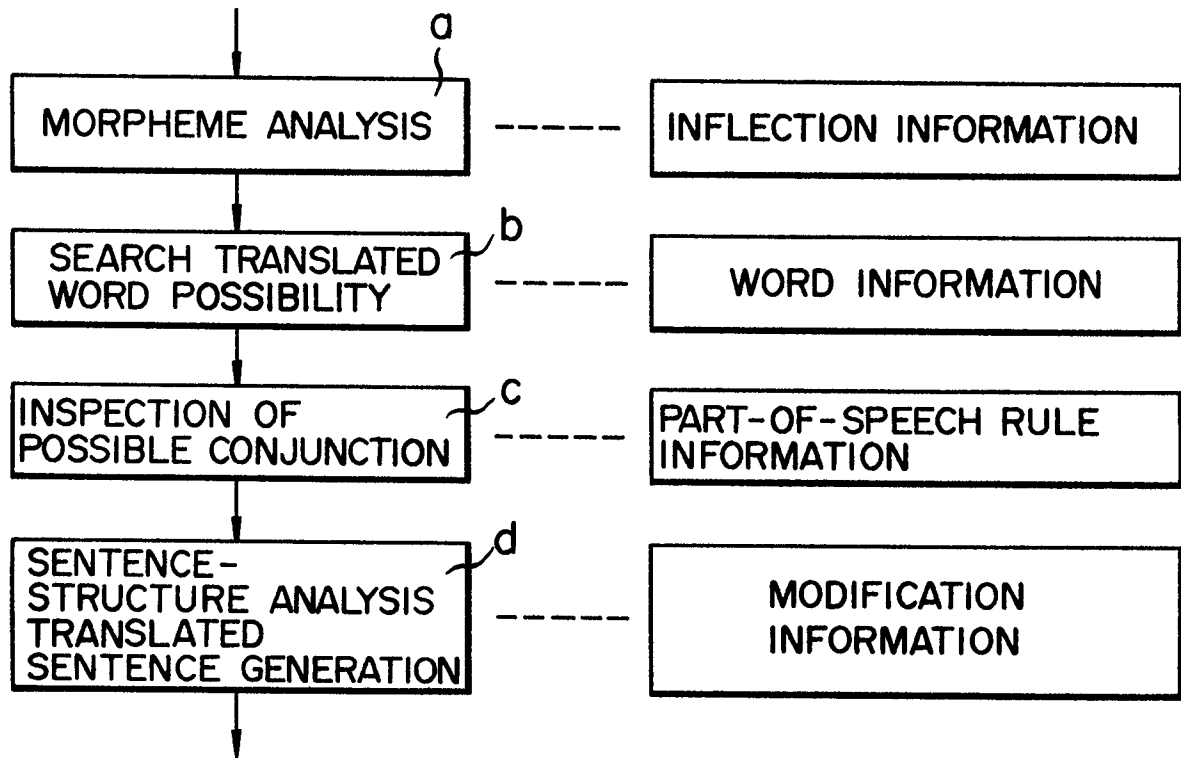 a
MORPHEME ANALYSIS
INFLECTION INFORMATION
b
SEARCH TRANSLATED
WORD POSSIBILITY
WORD INFORMATION
c
INSPECTION OF
POSSIBLE CONJUNCTION
PART-OF-SPEECH RULE
INFORMATION
d
SENTENCE-
STRUCTURE ANALYSIS
TRANSLATED
SENTENCE GENERATION
MODIFICATION
INFORMATION